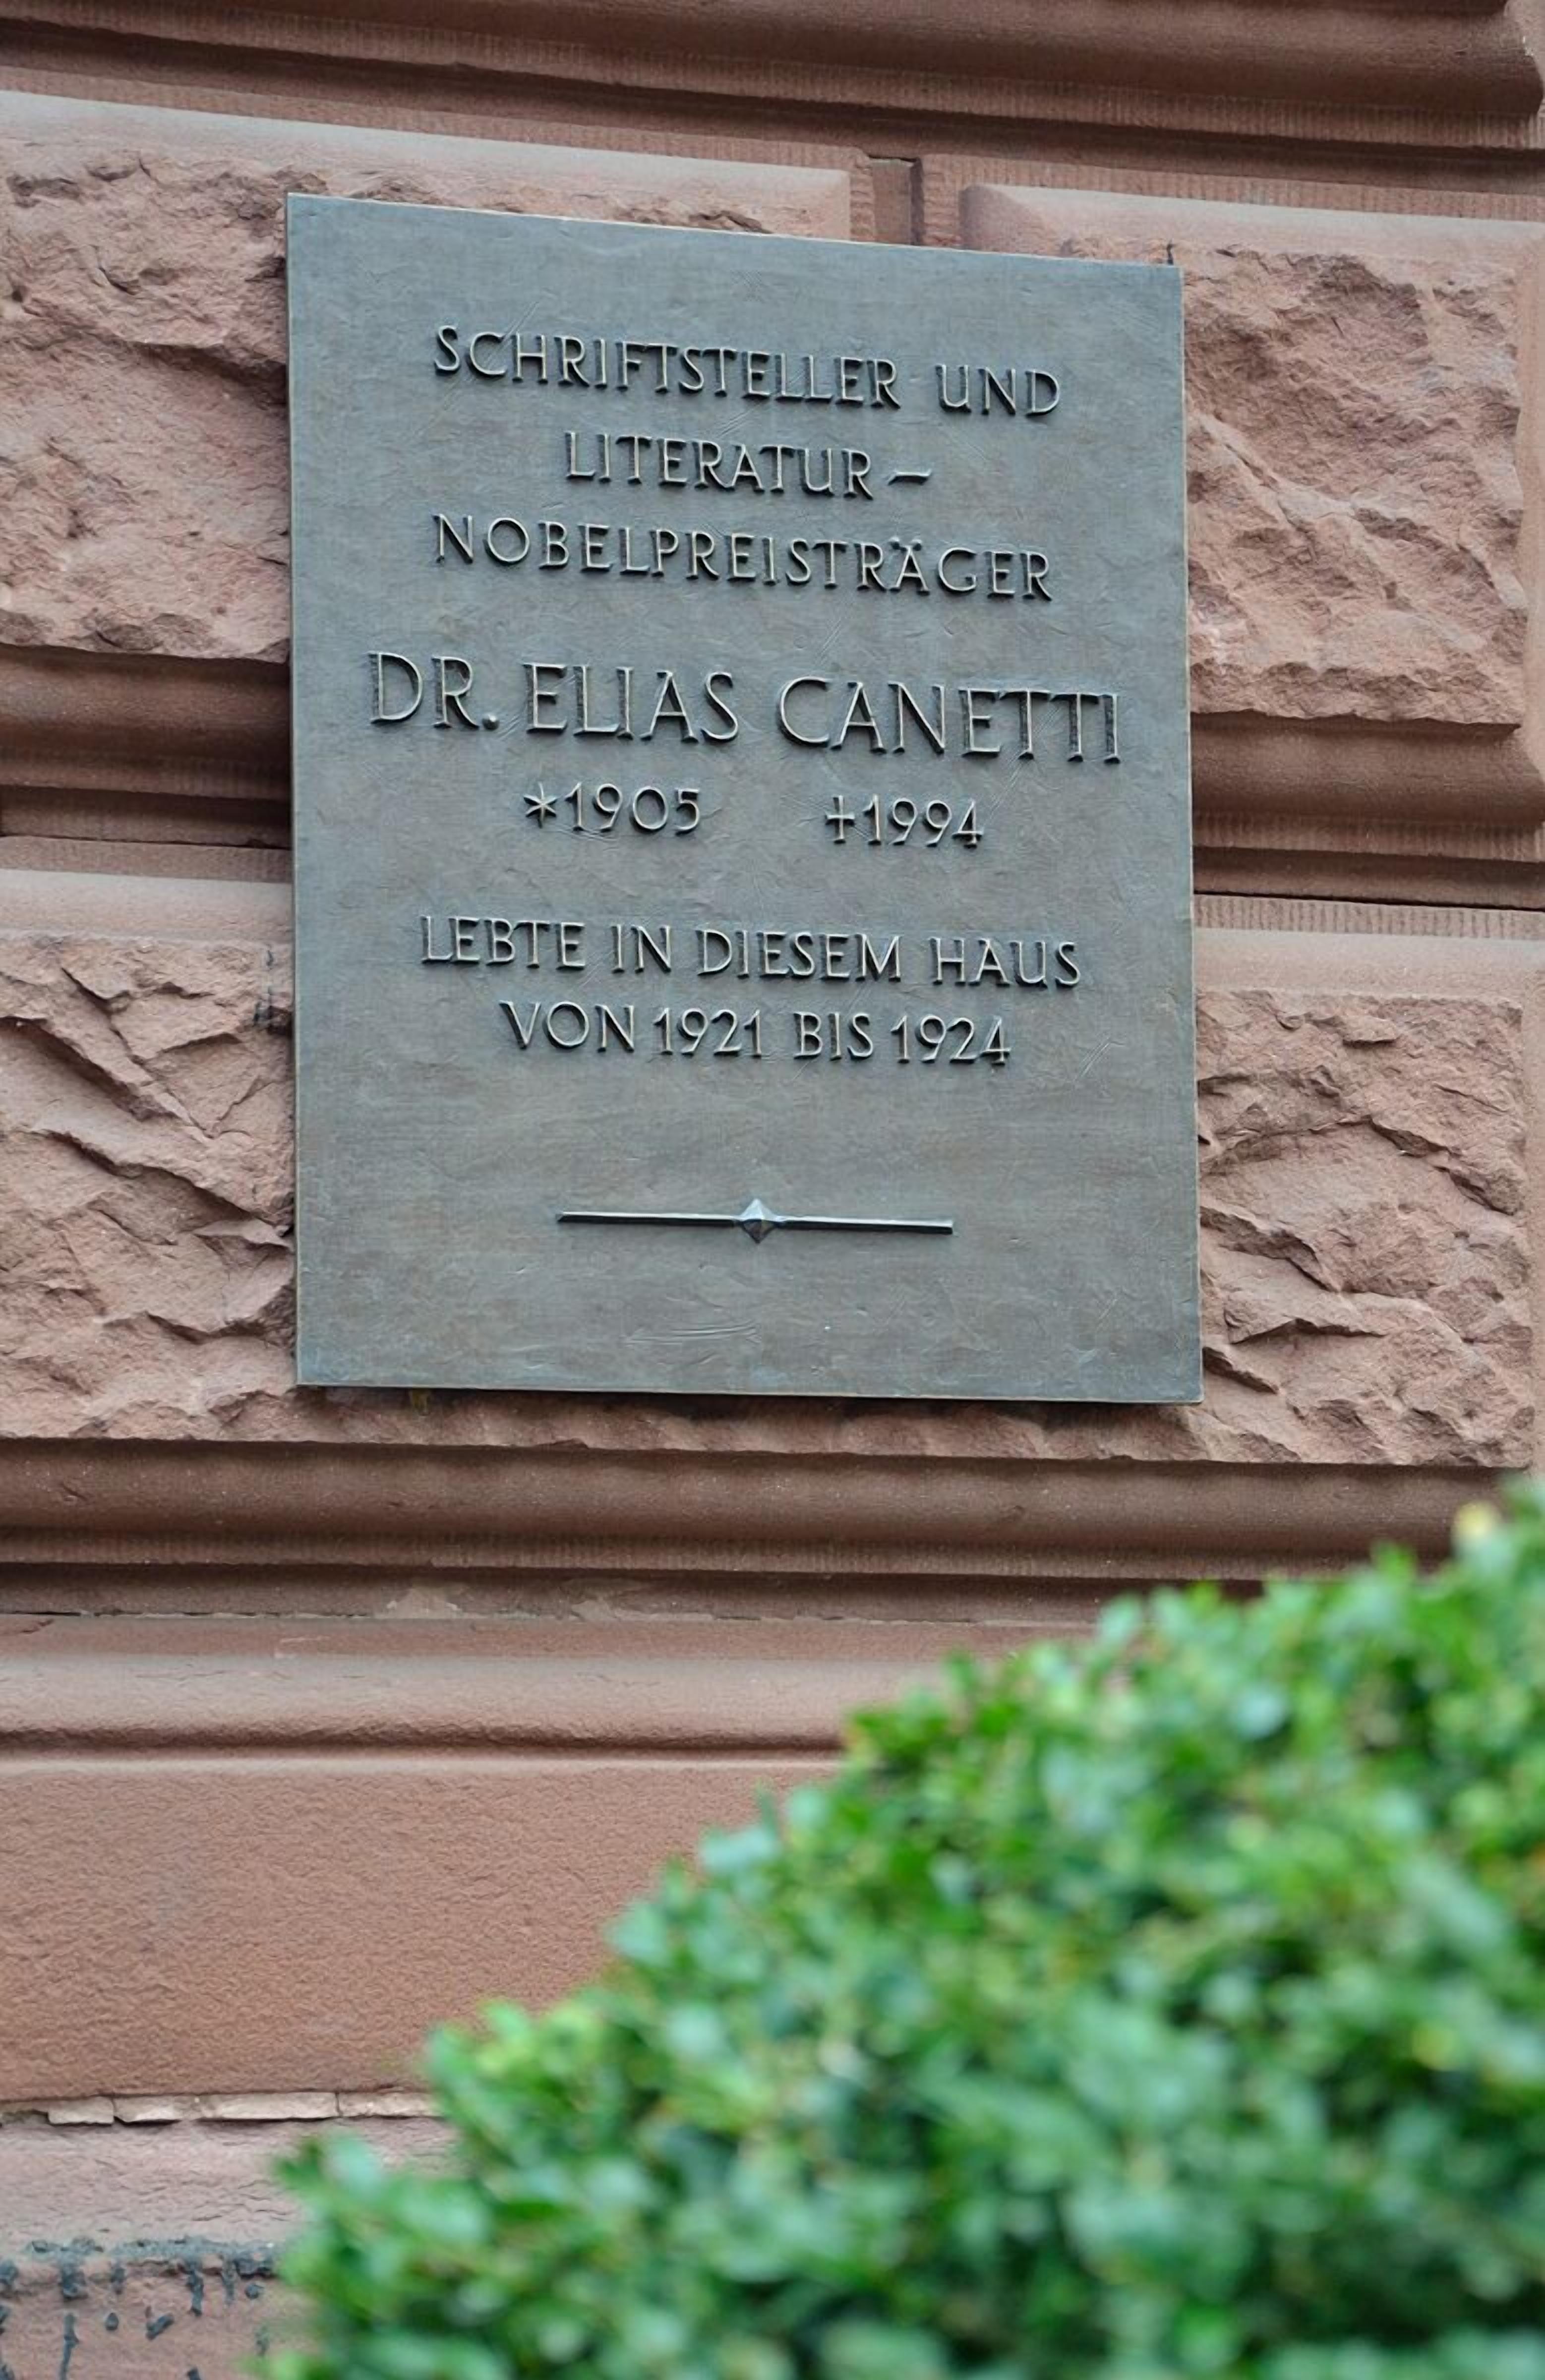 SCHRIFTSTELLER UND
LITERATUR-
NOBELPREISTRÄGER
DR. ELIAS CANETTI
*1905 †1994
LEBTE IN DIESEM HAUS
VON 1921 BIS 1924